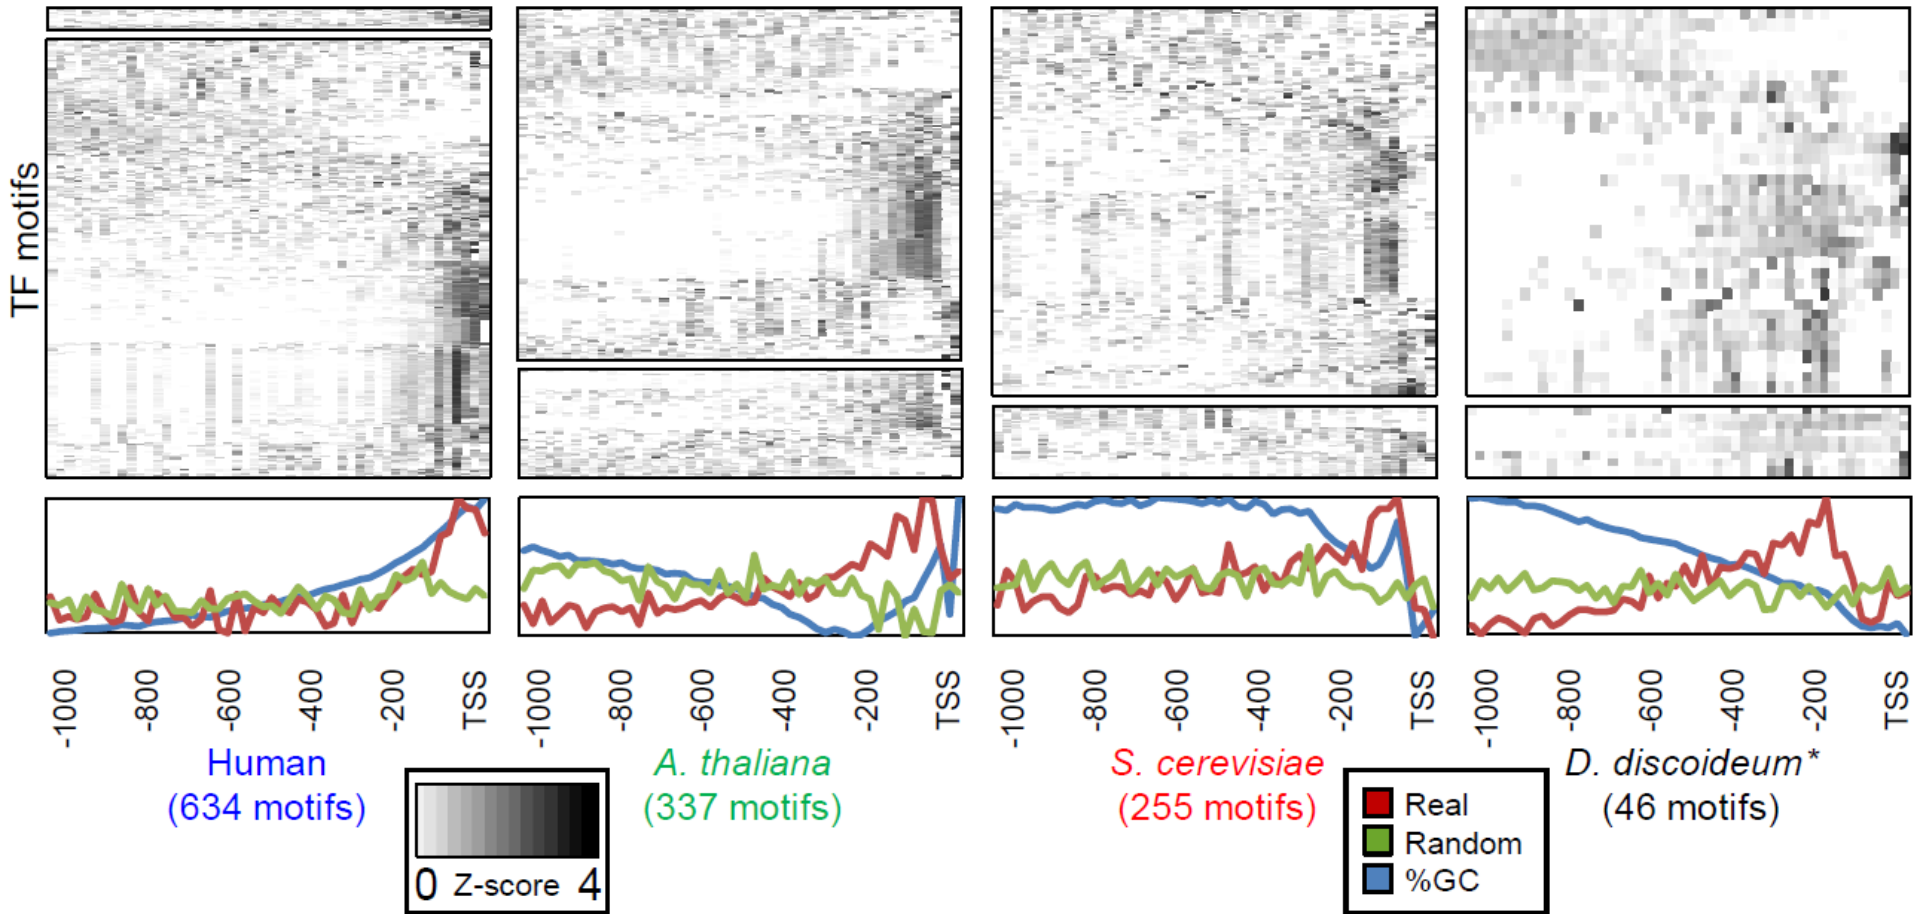 TF motifs
-1000
-800
-600
-400
-200
TSS
-1000
-800
-600
-400
-200
TSS
-1000
-800
-600
-400
-200
TSS
-1000
-800
-600
-400
-200
TSS
Human
(634 motifs)
A. thaliana
(337 motifs)
S. cerevisiae
(255 motifs)
D. discoideum*
(46 motifs)
0 Z-score 4
Real
Random
%GC